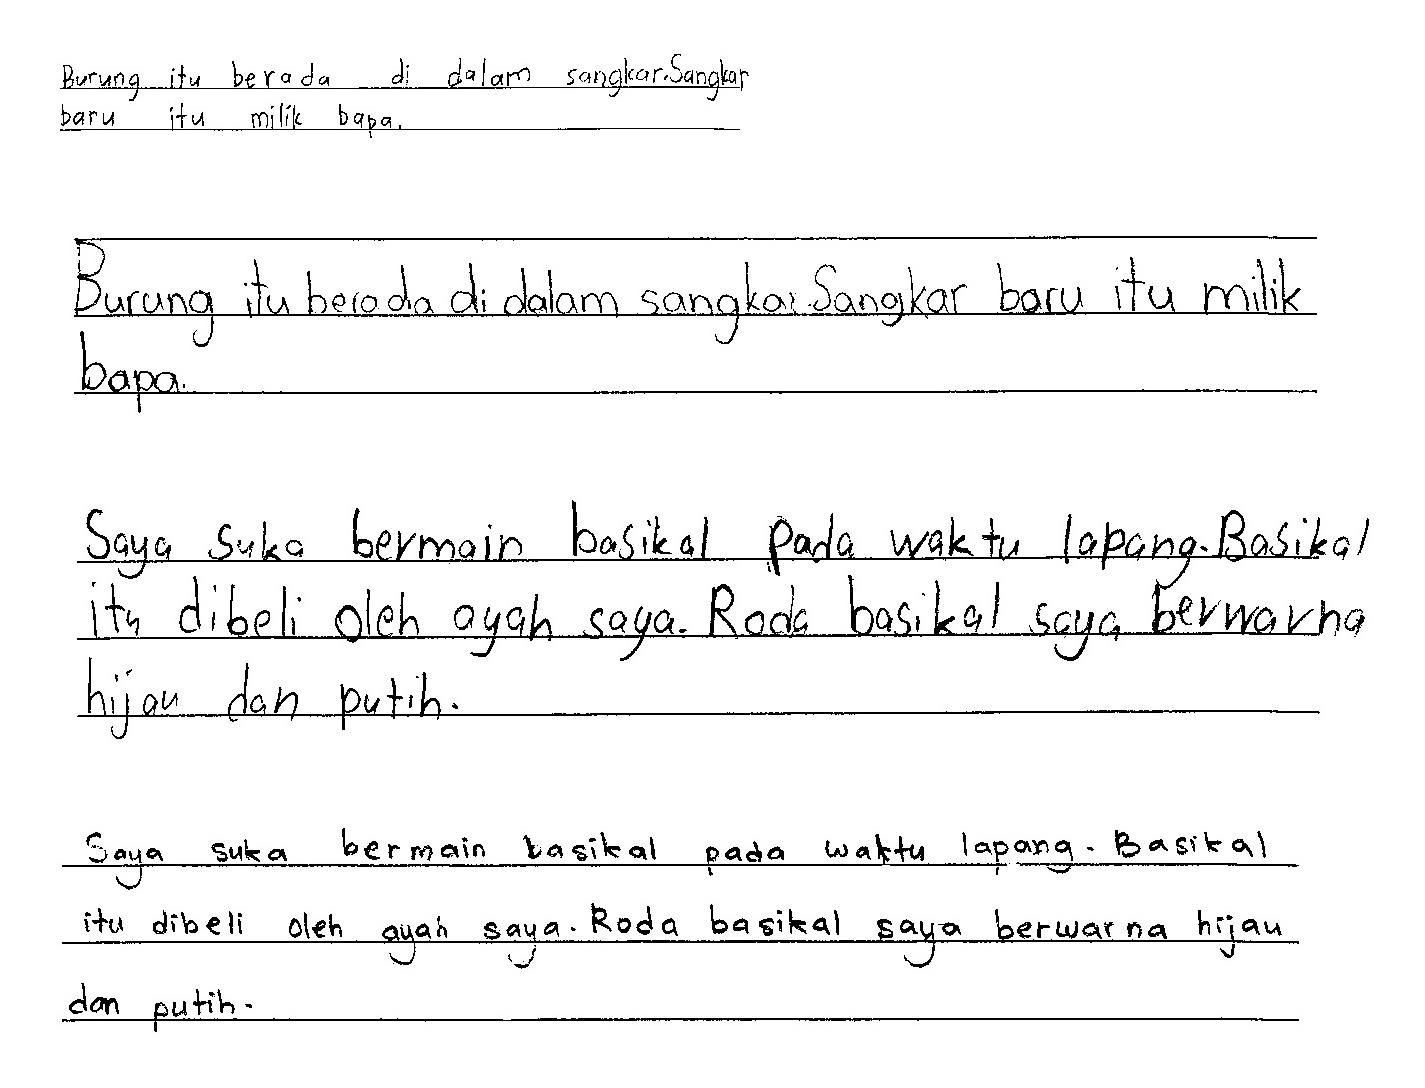 Burung itu berada di dalam sangkar.Sangkar
baru itu milik bapa.
Burung itu berada di dalam sangkar.Sangkar baru itu milik
bapa.
Saya suka bermain basikal pada waktu lapang.Basikal
itu dibeli oleh ayah saya. Roda basikal saya berwarna
hijau dan putih.
Saya suka bermain basikal pada waktu lapang. Basikal
itu dibeli oleh ayah saya. Roda basikal saya berwarna hijau
dan putih.